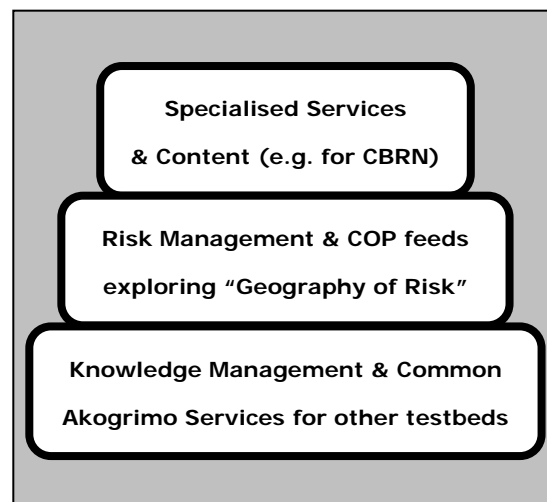 Specialised Services
& Content (e.g. for CBRN)
Risk Management & COP feeds
exploring “Geography of Risk”
Knowledge Management & Common
Akogrimo Services for other testbeds